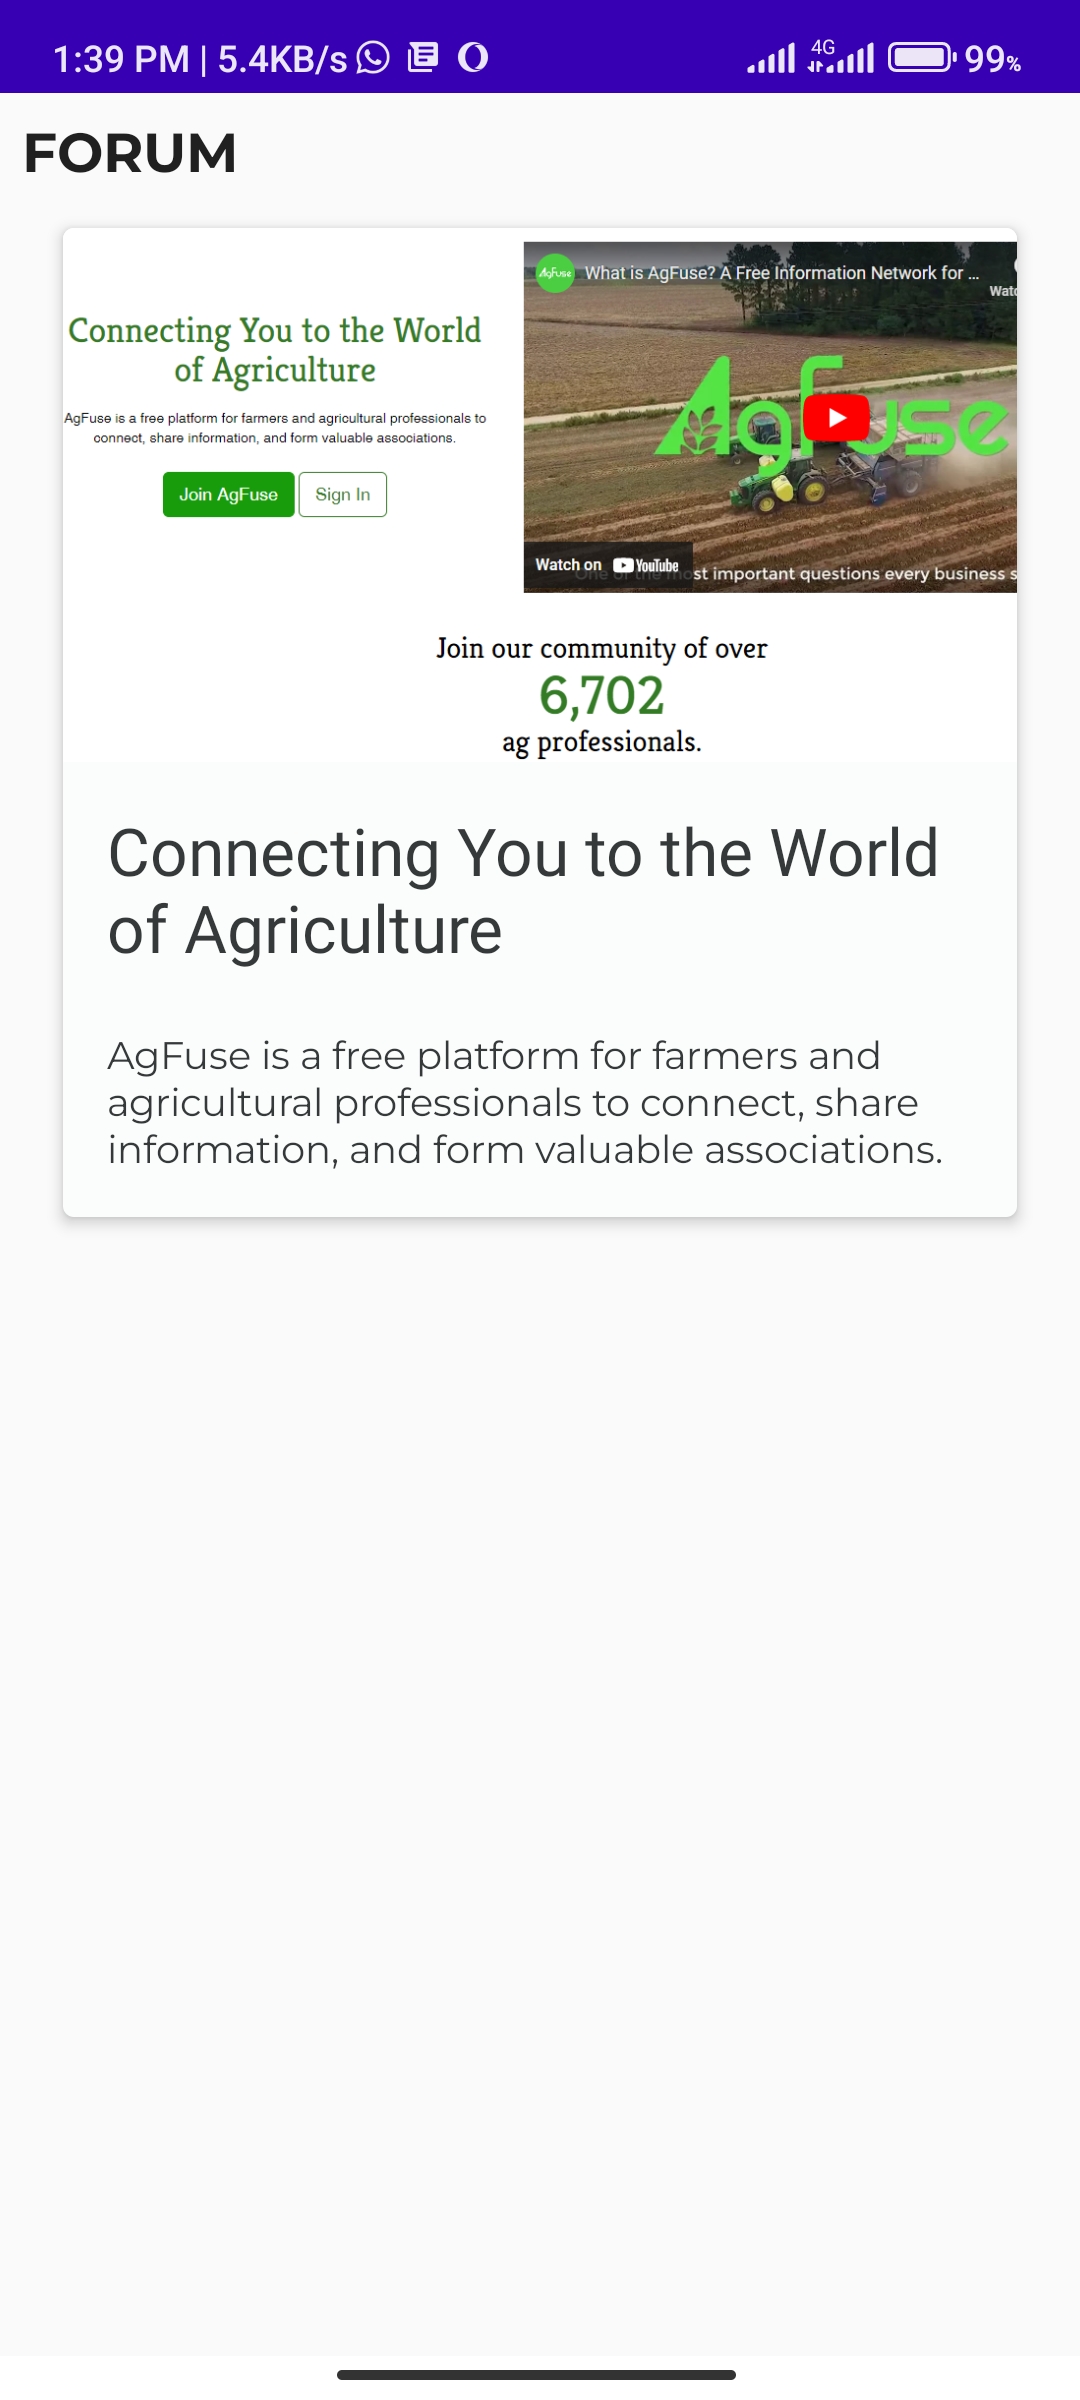 1:39 PM | 5.4KB/s
4G
99%
FORUM
AgFuse What is AgFuse? A Free Information Network for ...
Connecting You to the World
of Agriculture
AgFuse is a free platform for farmers and agricultural professionals to
connect, share information, and form valuable associations.
Join AgFuse Sign In
AgFuse
Watch on YouTube
st important questions every business s
Join our community of over
6,702
ag professionals.
Connecting You to the World
of Agriculture
AgFuse is a free platform for farmers and
agricultural professionals to connect, share
information, and form valuable associations.